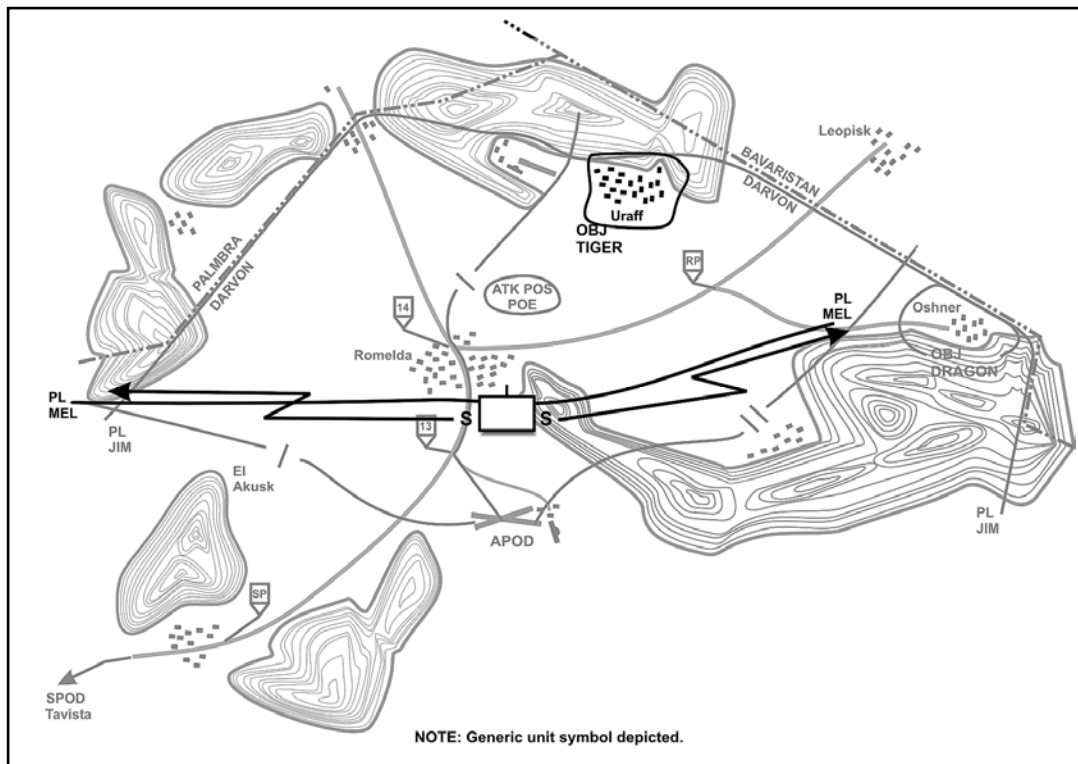 Leopisk
BAVARISTAN
DARVON
Uraff
OBJ
TIGER
PALMBRA
DARVON
RP
ATK POS
POE
PL
MEL
Oshner
14
Romelda
OBJ
DRAGON
PL
MEL
S
S
PL
JIM
13
El
Akusk
APOD
PL
JIM
SP
SPOD
Tavista
NOTE: Generic unit symbol depicted.